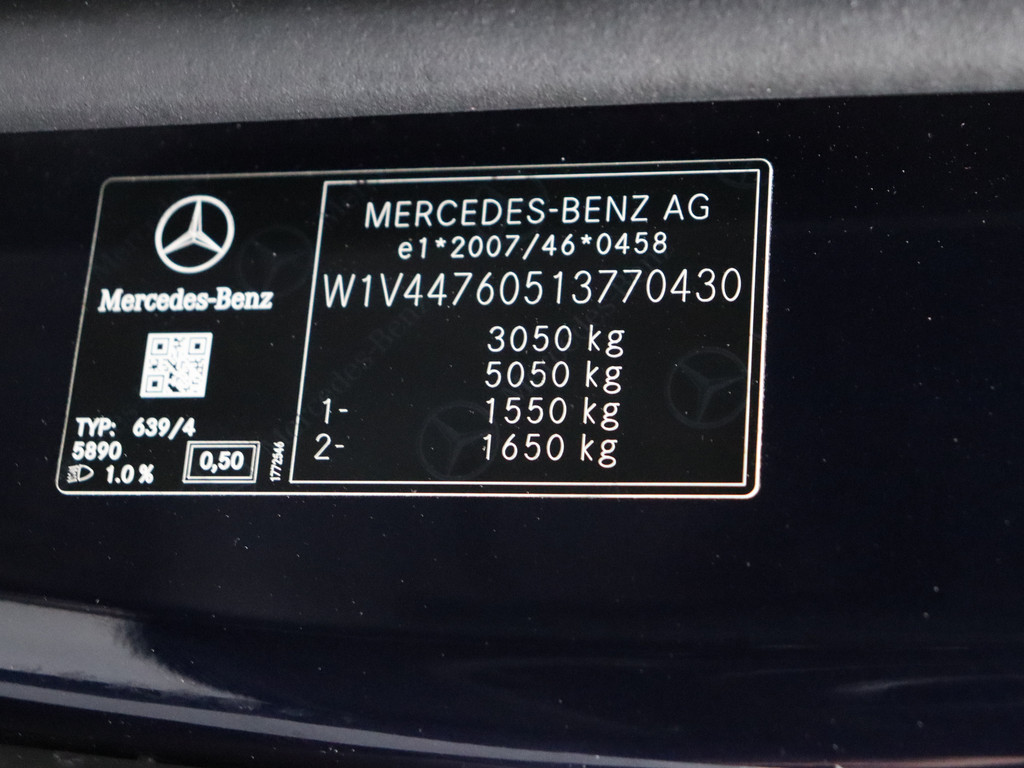 Mercedes-Benz
TYP: 639/4
5890
1.0 %
0,50
1772546
MERCEDES-BENZ AG
e1*2007/46*0458
W1V44760513770430
3050 kg
5050 kg
1- 1550 kg
2- 1650 kg